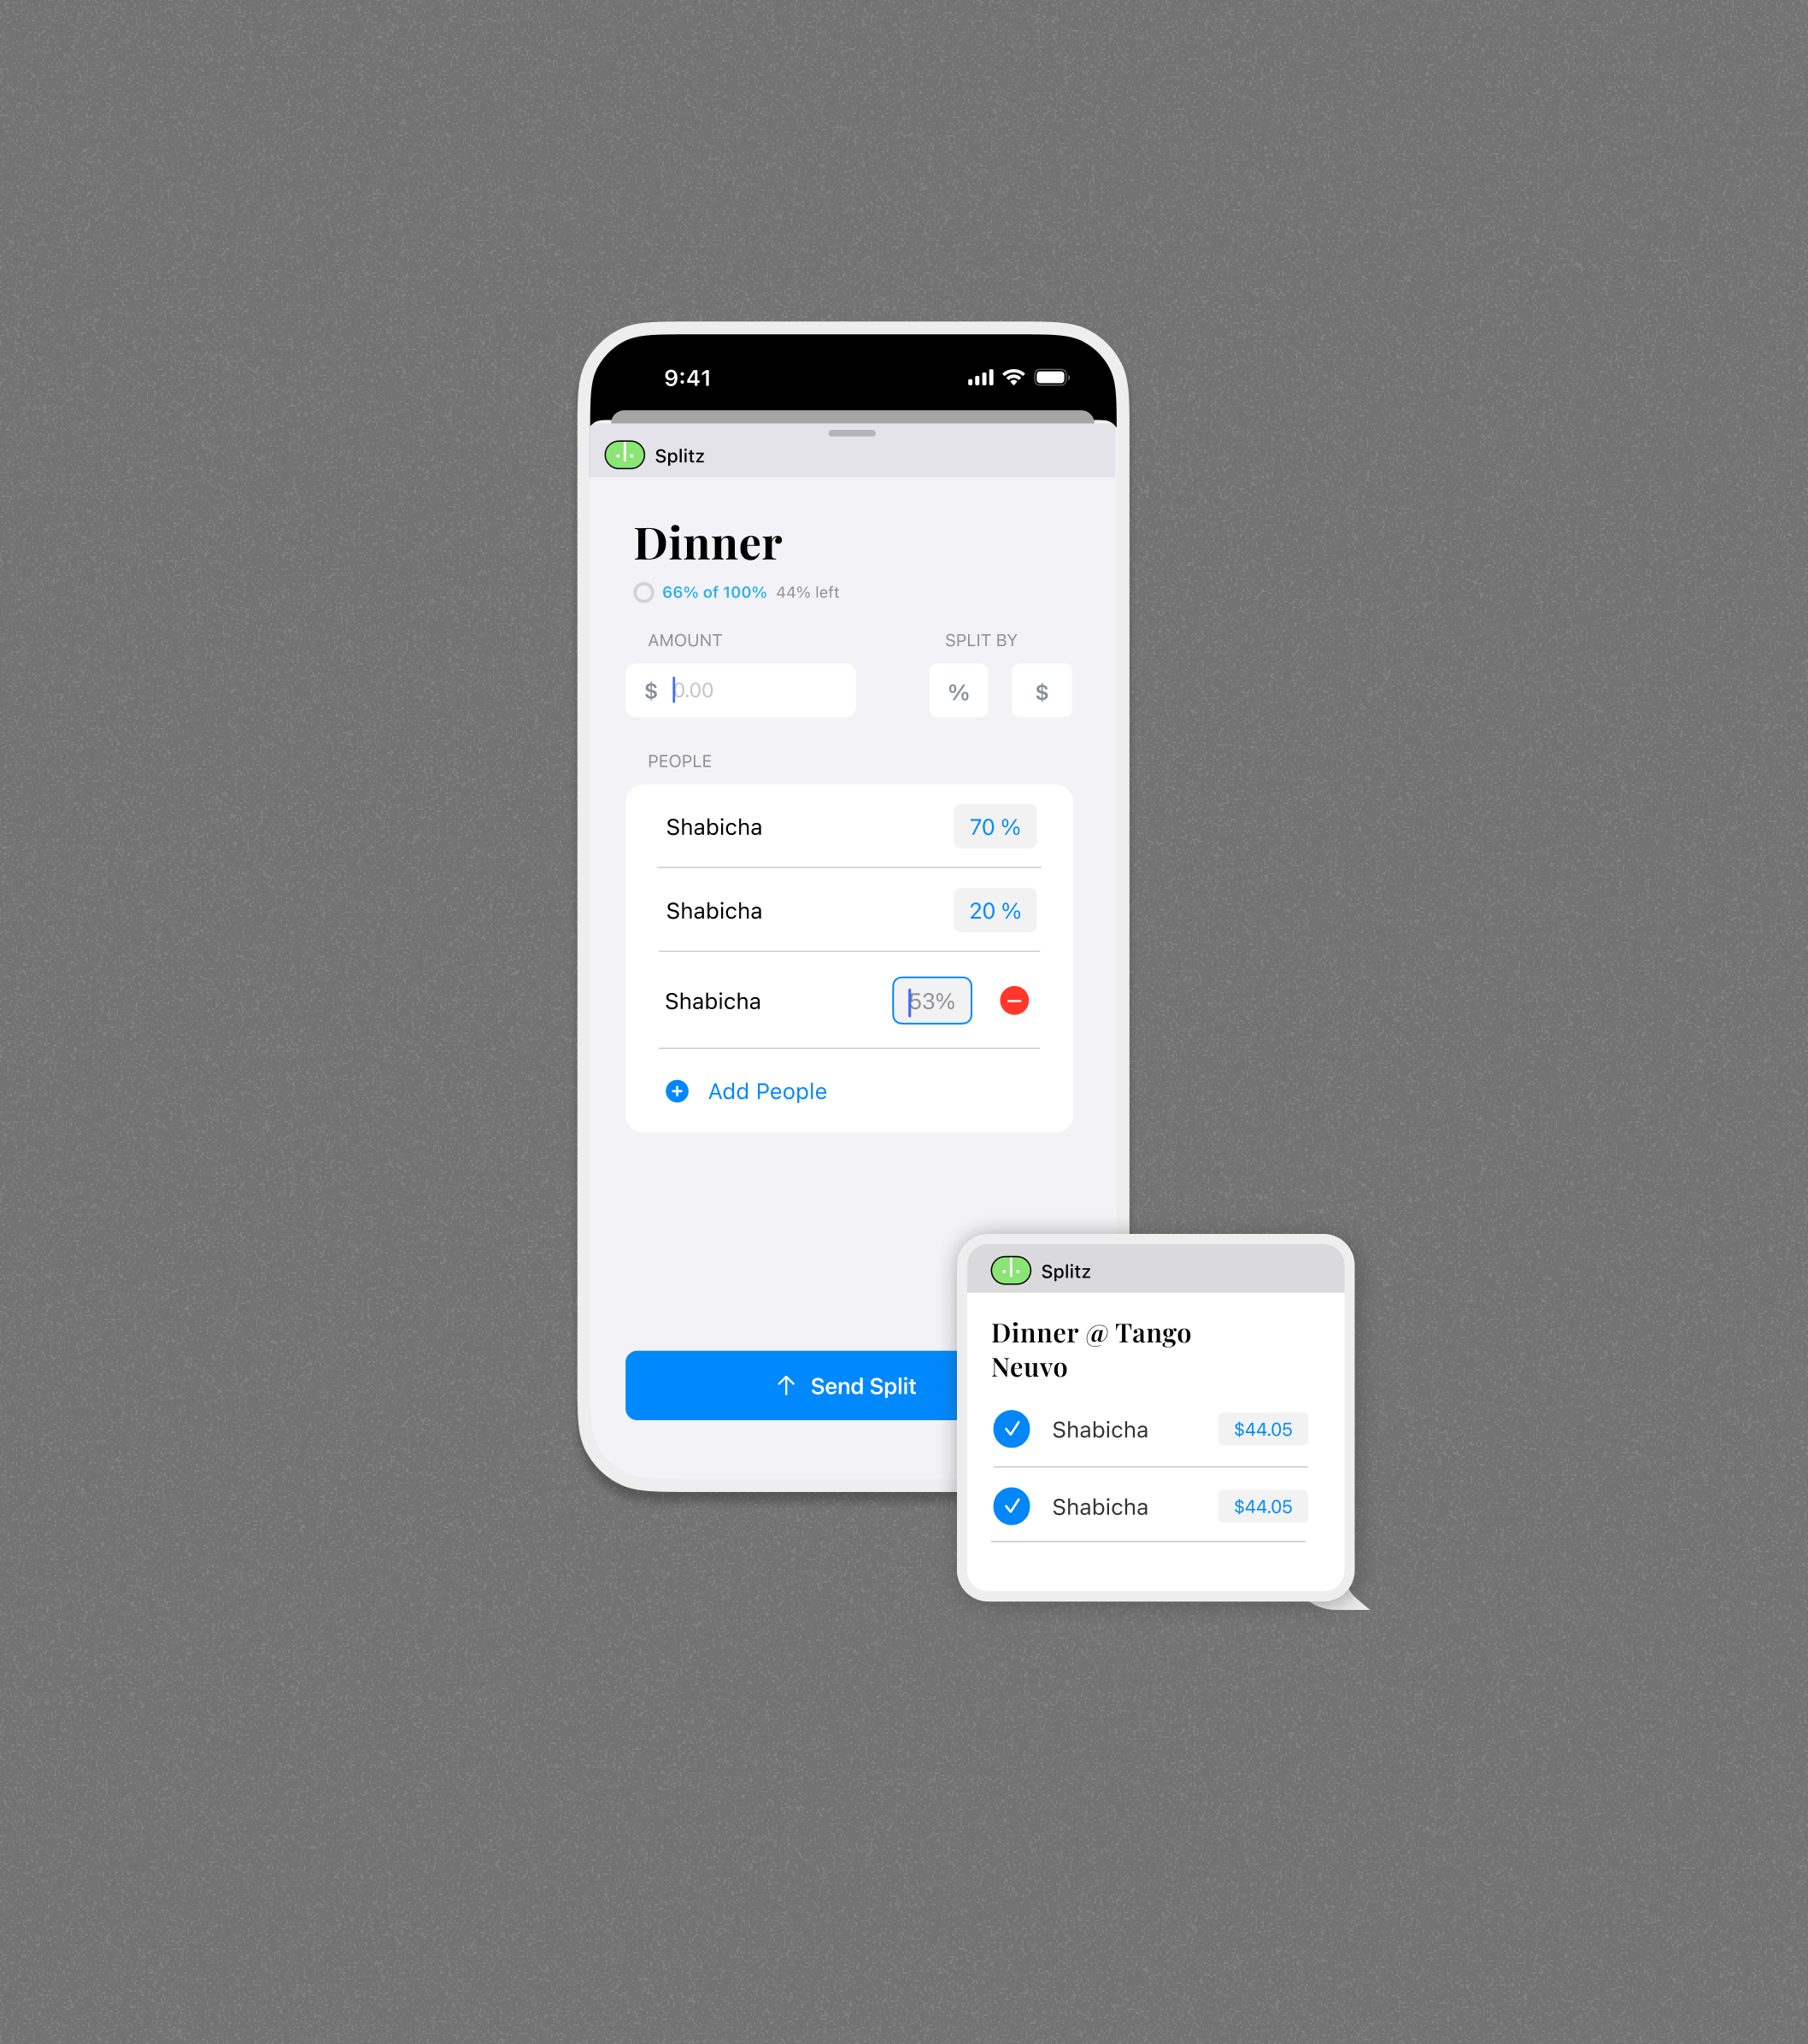 9:41
Splitz
Dinner
66% of 100% 44% left
AMOUNT SPLIT BY
$ 0.00 % $
PEOPLE
Shabicha 70 %
Shabicha 20 %
Shabicha 53%
Add People
Send Split
Splitz
Dinner @ Tango
Neuvo
Shabicha $44.05
Shabicha $44.05